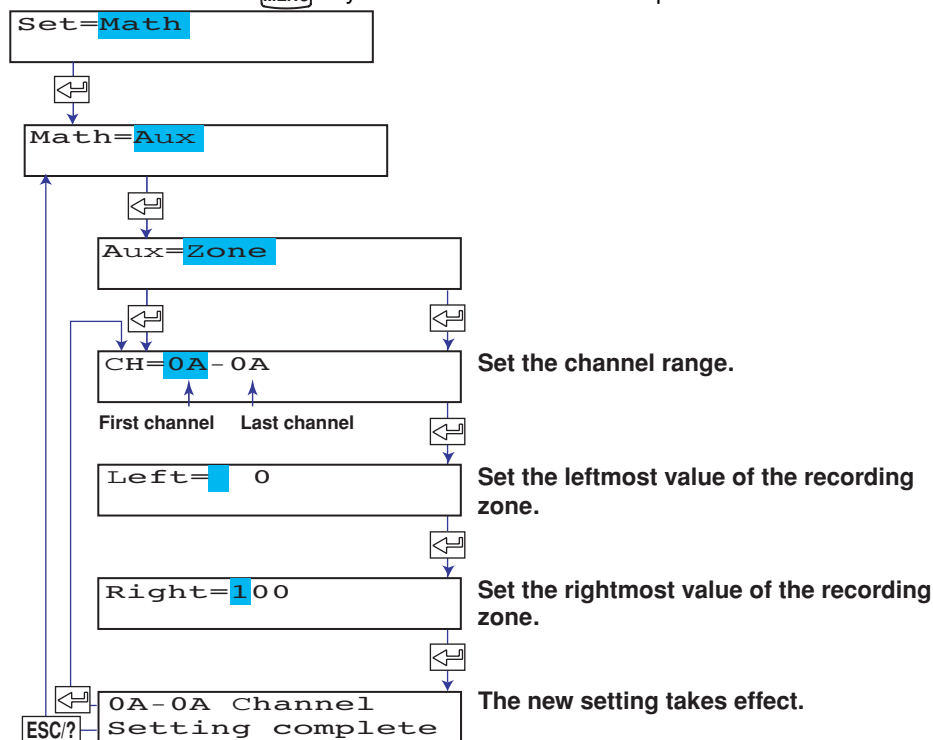 Set=Math
Math=Aux
Aux=Zone
CH=0A-0A
Set the channel range.
First channel Last channel
Left= 0
Set the leftmost value of the recording
zone.
Right=100
Set the rightmost value of the recording
zone.
0A-0A Channel
The new setting takes effect.
ESC/?
Setting complete